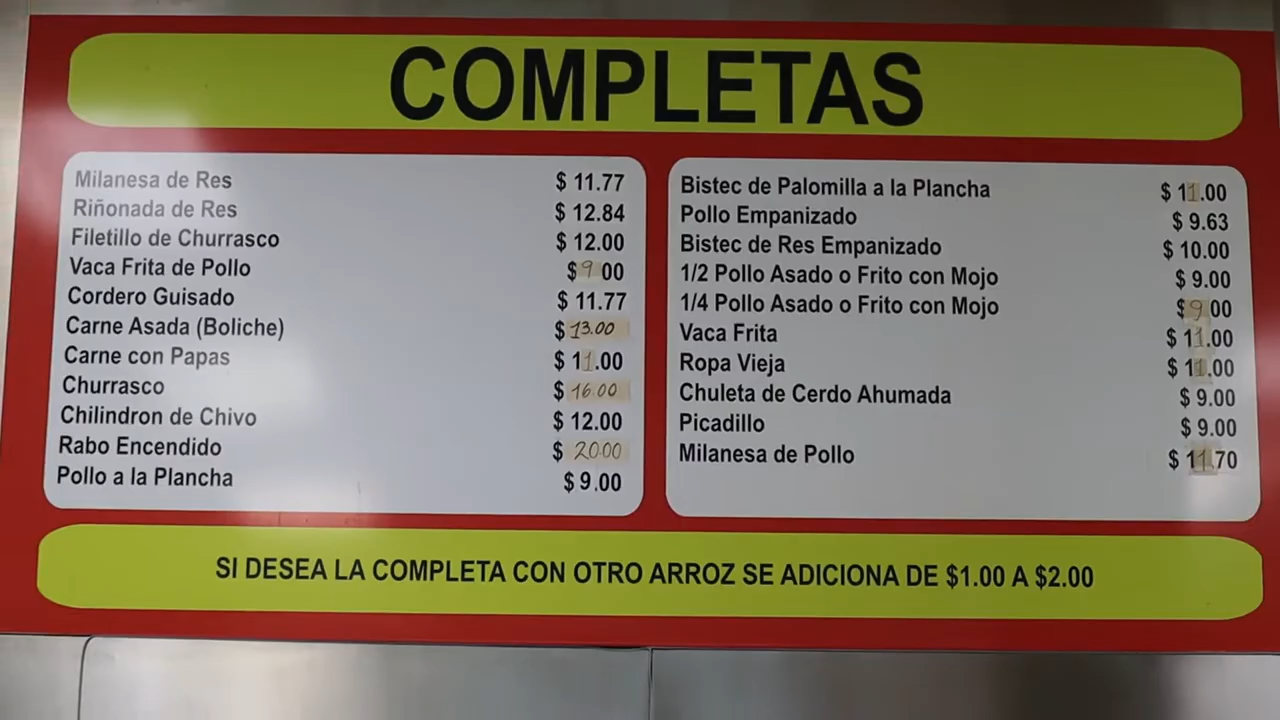 COMPLETAS
Milanesa de Res $ 11.77
Riñonada de Res $ 12.84
Filetillo de Churrasco $ 12.00
Vaca Frita de Pollo $ 9 00
Cordero Guisado $ 11.77
Carne Asada (Boliche) $ 13.00
Carne con Papas $ 11.00
Churrasco $ 16.00
Chilindron de Chivo $ 12.00
Rabo Encendido $ 20.00
Pollo a la Plancha $ 9.00
Bistec de Palomilla a la Plancha $ 11.00
Pollo Empanizado $ 9.63
Bistec de Res Empanizado $ 10.00
1/2 Pollo Asado o Frito con Mojo $ 9.00
1/4 Pollo Asado o Frito con Mojo $ 9 00
Vaca Frita $ 11.00
Ropa Vieja $ 11.00
Chuleta de Cerdo Ahumada $ 9.00
Picadillo $ 9.00
Milanesa de Pollo $ 11.70
SI DESEA LA COMPLETA CON OTRO ARROZ SE ADICIONA DE $1.00 A $2.00